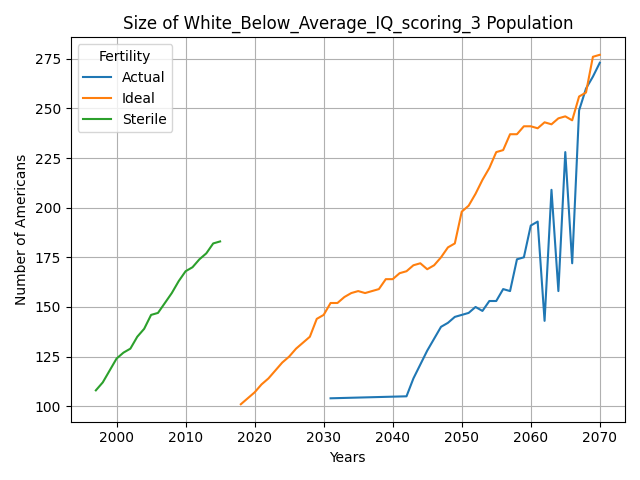 Size of White_Below_Average_IQ_scoring_3 Population
Fertility
Actual
Ideal
Sterile
Number of Americans
275
250
225
200
175
150
125
100
2000 2010 2020 2030 2040 2050 2060 2070
Years